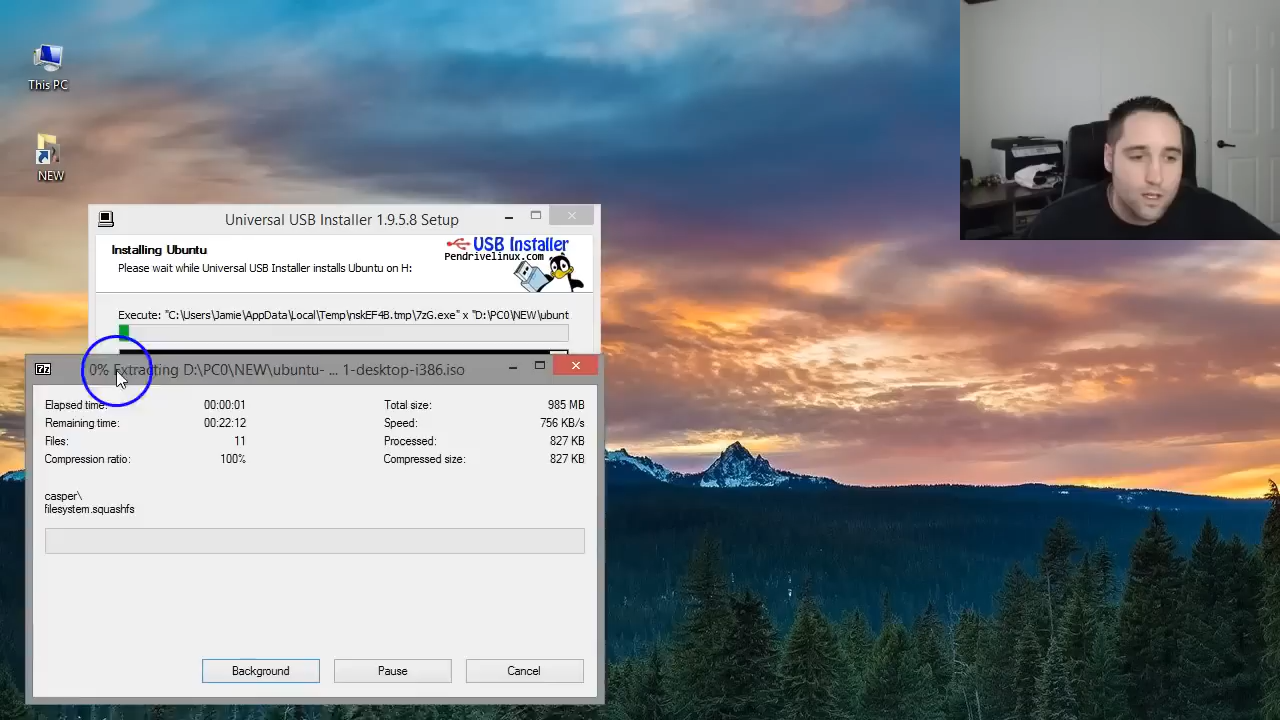 This PC
NEW
Universal USB Installer 1.9.5.8 Setup
Installing Ubuntu
Please wait while Universal USB Installer installs Ubuntu on H:
USB Installer
Pendrivelinux.com
Execute: "C:\Users\Jamie\AppData\Local\Temp\nskEF4B.tmp\7zG.exe" x "D:\PC0\NEW\ubunt
7z
0% Extracting D:\PC0\NEW\ubuntu- ... 1-desktop-i386.iso
Elapsed time: 00:00:01 Total size: 985 MB
Remaining time: 00:22:12 Speed: 756 KB/s
Files: 11 Processed: 827 KB
Compression ratio: 100% Compressed size: 827 KB
casper\
filesystem.squashfs
Background Pause Cancel